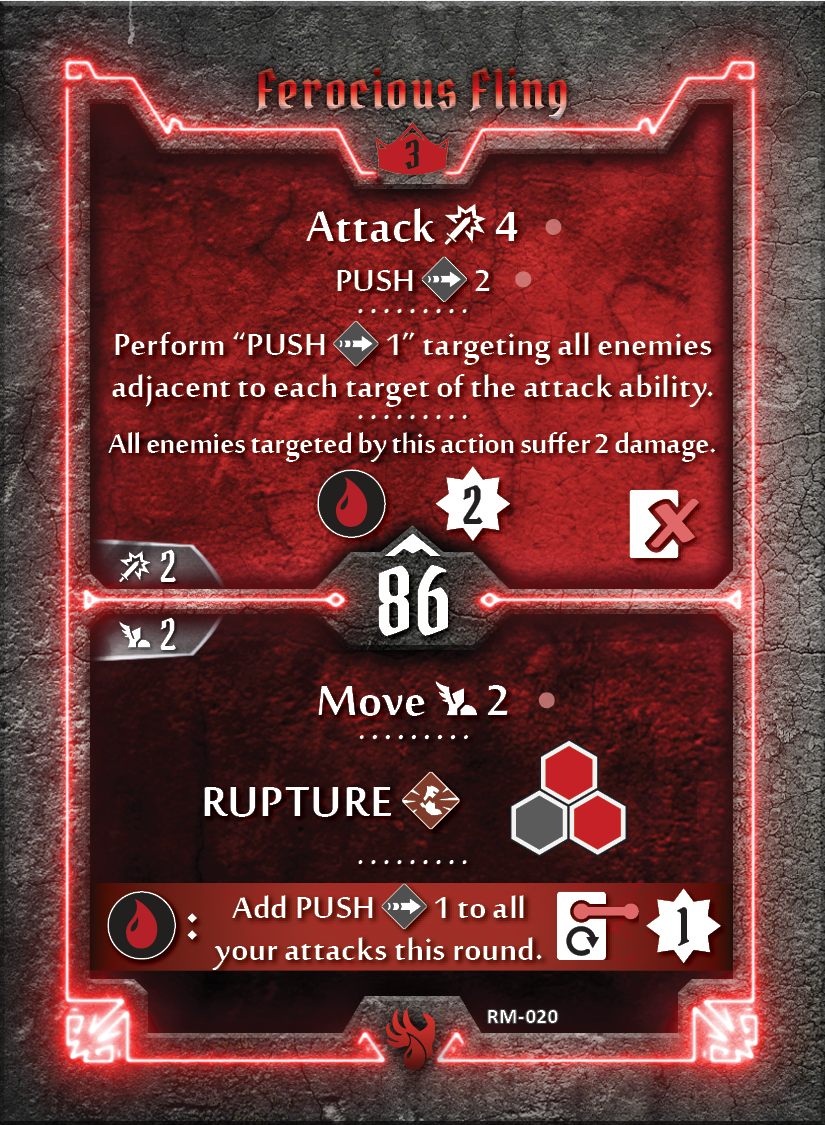 Ferocious Fling
3
Attack 4
PUSH 2
Perform “PUSH 1” targeting all enemies
adjacent to each target of the attack ability.
All enemies targeted by this action suffer 2 damage.
2
2
86
2
Move 2
RUPTURE
: Add PUSH 1 to all
your attacks this round.
1
RM-020